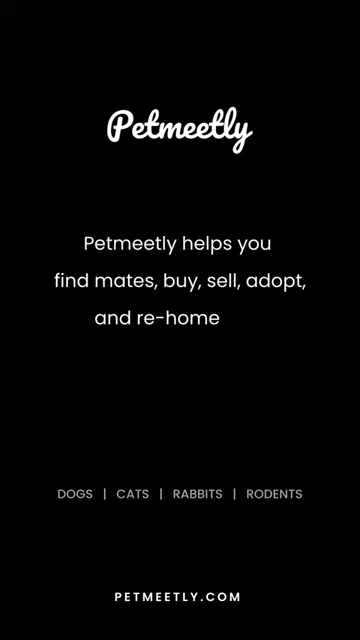 Petmeetly
Petmeetly helps you
find mates, buy, sell, adopt,
and re-home
DOGS | CATS | RABBITS | RODENTS
PETMEETLY.COM